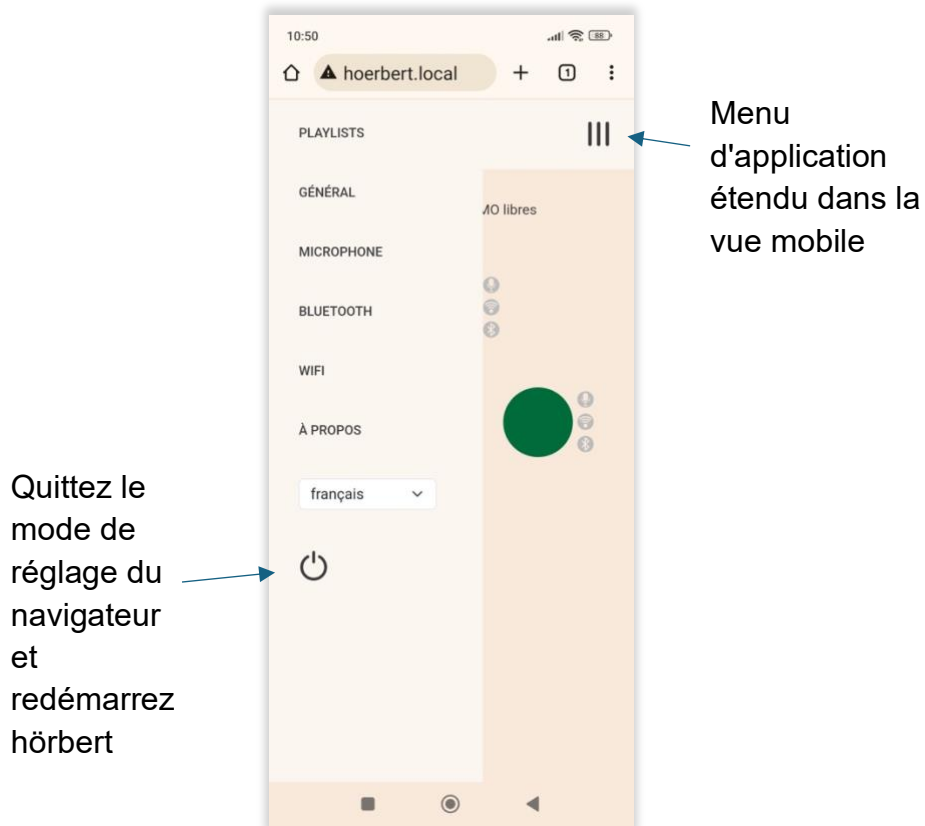 10:50
88
hoerbert.local
1
PLAYLISTS
GÉNÉRAL
MO libres
MICROPHONE
BLUETOOTH
WIFI
À PROPOS
français
Menu
d'application
étendu dans la
vue mobile
Quittez le
mode de
réglage du
navigateur
et
redémarrez
hörbert